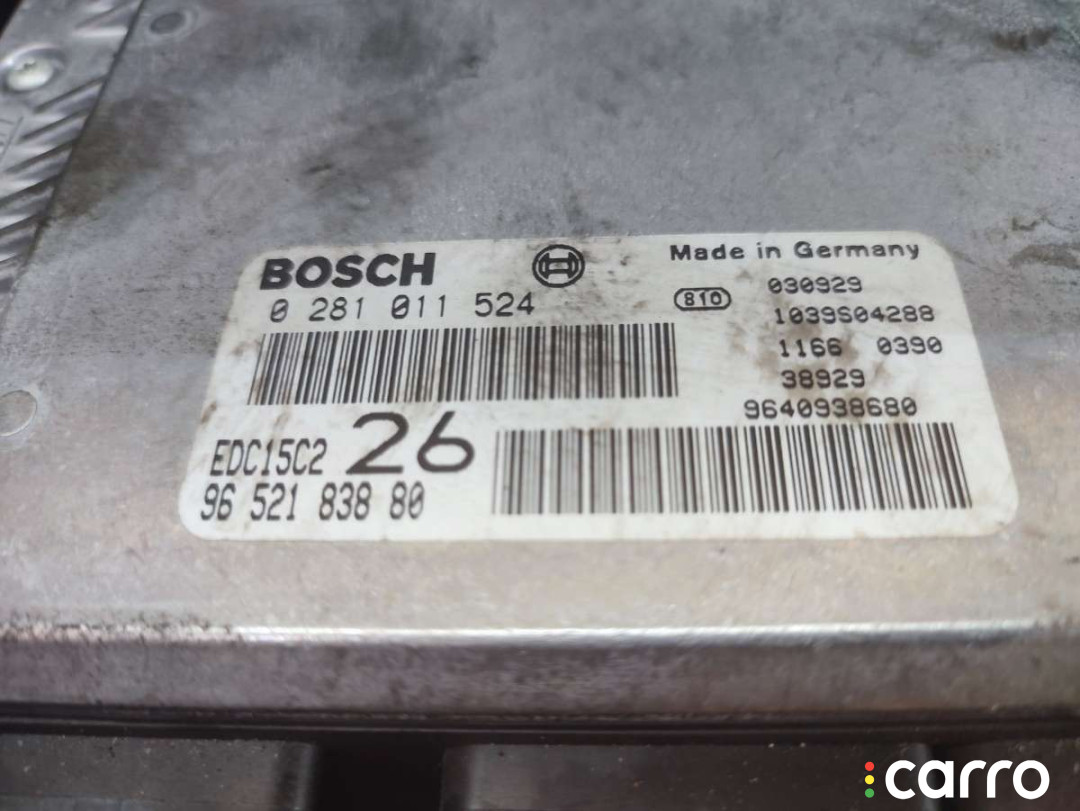 BOSCH
0 281 011 524
Made in Germany
810
030929
1039S04288
1166 0390
38929
9640938680
EDC15C2 26
96 521 838 80
carro